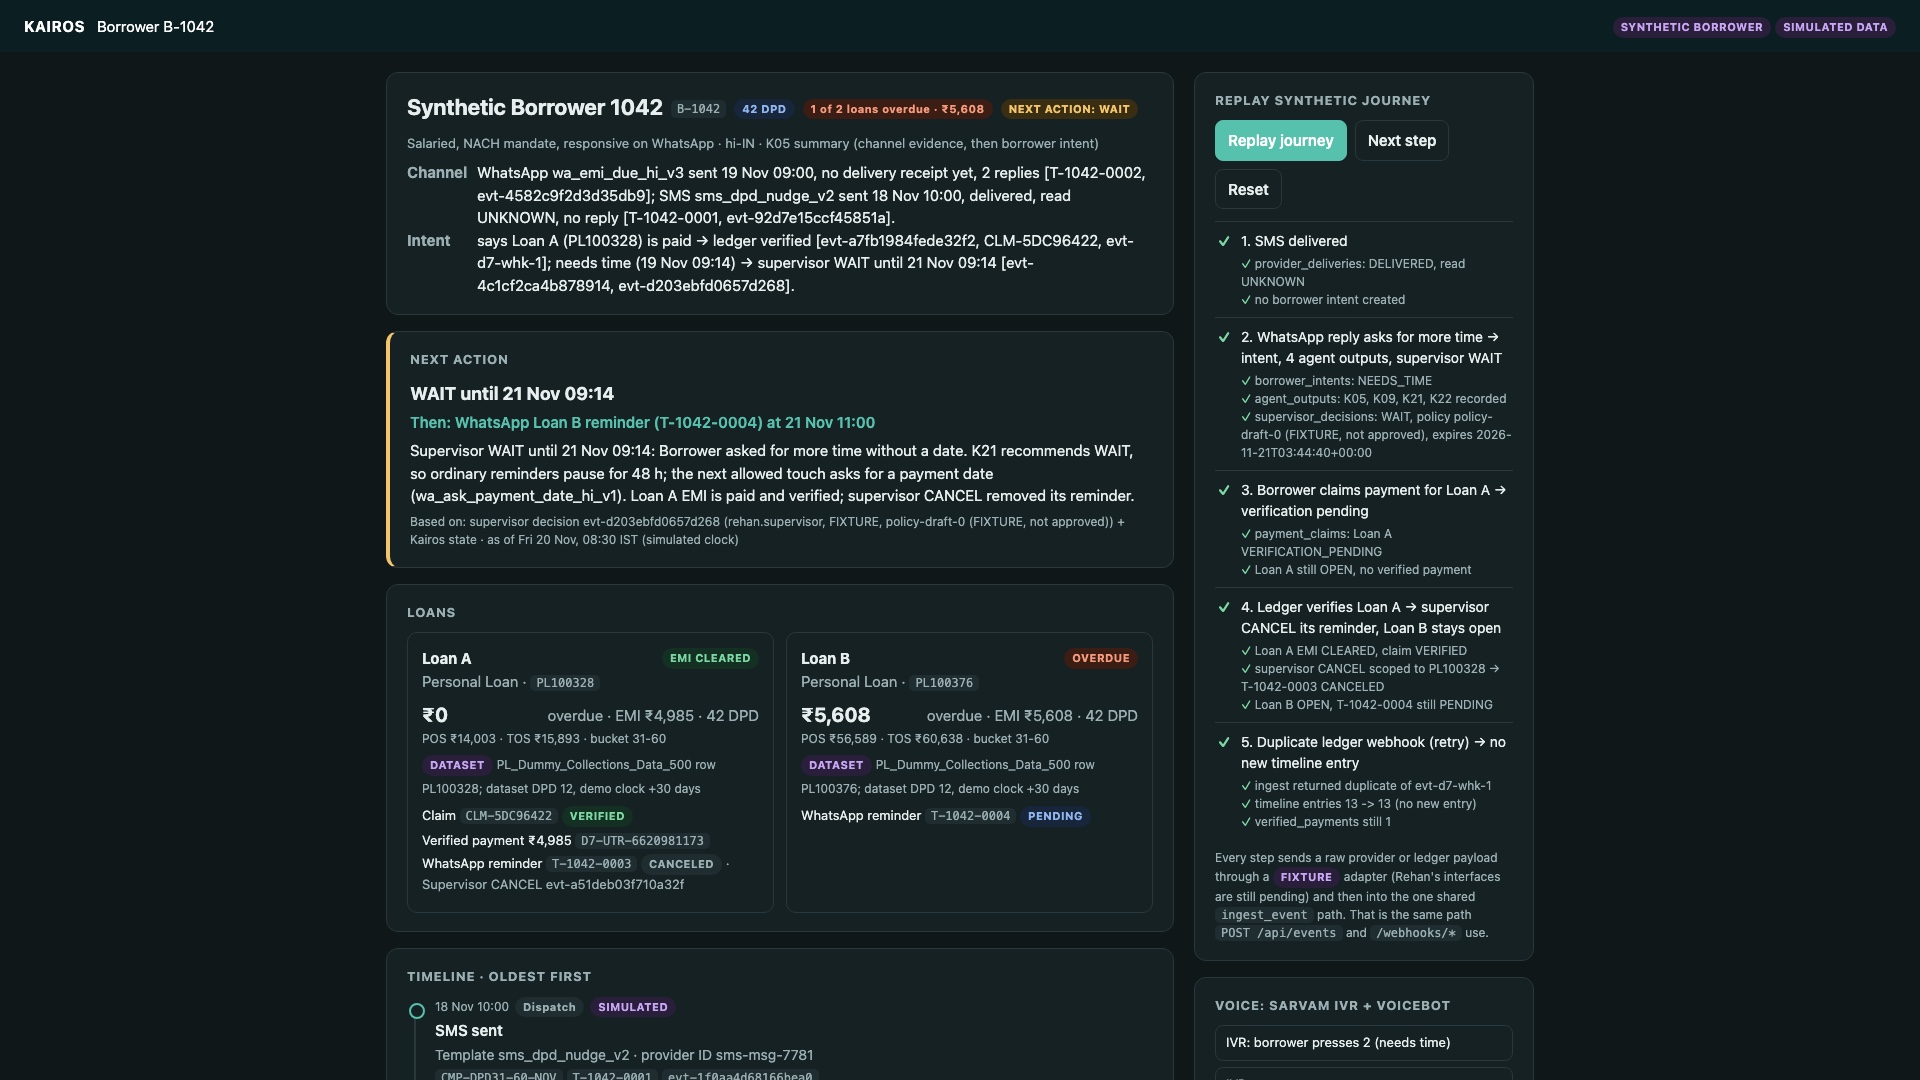 KAIROS Borrower B-1042
SYNTHETIC BORROWER SIMULATED DATA
Synthetic Borrower 1042 B-1042 42 DPD 1 of 2 loans overdue · ₹5,608 NEXT ACTION: WAIT
Salaried, NACH mandate, responsive on WhatsApp · hi-IN · K05 summary (channel evidence, then borrower intent)
Channel WhatsApp wa_emi_due_hi_v3 sent 19 Nov 09:00, no delivery receipt yet, 2 replies [T-1042-0002,
evt-4582c9f2d3d35db9]; SMS sms_dpd_nudge_v2 sent 18 Nov 10:00, delivered, read
UNKNOWN, no reply [T-1042-0001, evt-92d7e15ccf45851a].
Intent says Loan A (PL100328) is paid → ledger verified [evt-a7fb1984fede32f2, CLM-5DC96422, evt-
d7-whk-1]; needs time (19 Nov 09:14) → supervisor WAIT until 21 Nov 09:14 [evt-
4c1cf2ca4b878914, evt-d203ebfd0657d268].
NEXT ACTION
WAIT until 21 Nov 09:14
Then: WhatsApp Loan B reminder (T-1042-0004) at 21 Nov 11:00
Supervisor WAIT until 21 Nov 09:14: Borrower asked for more time without a date. K21 recommends WAIT,
so ordinary reminders pause for 48 h; the next allowed touch asks for a payment date
(wa_ask_payment_date_hi_v1). Loan A EMI is paid and verified; supervisor CANCEL removed its reminder.
Based on: supervisor decision evt-d203ebfd0657d268 (rehan.supervisor, FIXTURE, policy-draft-0 (FIXTURE, not approved)) +
Kairos state · as of Fri 20 Nov, 08:30 IST (simulated clock)
LOANS
Loan A EMI CLEARED
Personal Loan · PL100328
₹0 overdue · EMI ₹4,985 · 42 DPD
POS ₹14,003 · TOS ₹15,893 · bucket 31-60
DATASET PL_Dummy_Collections_Data_500 row
PL100328; dataset DPD 12, demo clock +30 days
Claim CLM-5DC96422 VERIFIED
Verified payment ₹4,985 D7-UTR-6620981173
WhatsApp reminder T-1042-0003 CANCELED ·
Supervisor CANCEL evt-a51deb03f710a32f
Loan B OVERDUE
Personal Loan · PL100376
₹5,608 overdue · EMI ₹5,608 · 42 DPD
POS ₹56,589 · TOS ₹60,638 · bucket 31-60
DATASET PL_Dummy_Collections_Data_500 row
PL100376; dataset DPD 12, demo clock +30 days
WhatsApp reminder T-1042-0004 PENDING
TIMELINE · OLDEST FIRST
18 Nov 10:00 Dispatch SIMULATED
SMS sent
Template sms_dpd_nudge_v2 · provider ID sms-msg-7781
CMP-DPD31-60-NOV T-1042-0001 evt-1f0aa4d68166bea0
REPLAY SYNTHETIC JOURNEY
Replay journey Next step
Reset
✓ 1. SMS delivered
✓ provider_deliveries: DELIVERED, read
UNKNOWN
✓ no borrower intent created
✓ 2. WhatsApp reply asks for more time →
intent, 4 agent outputs, supervisor WAIT
✓ borrower_intents: NEEDS_TIME
✓ agent_outputs: K05, K09, K21, K22 recorded
✓ supervisor_decisions: WAIT, policy policy-
draft-0 (FIXTURE, not approved), expires 2026-
11-21T03:44:40+00:00
✓ 3. Borrower claims payment for Loan A →
verification pending
✓ payment_claims: Loan A
VERIFICATION_PENDING
✓ Loan A still OPEN, no verified payment
✓ 4. Ledger verifies Loan A → supervisor
CANCEL its reminder, Loan B stays open
✓ Loan A EMI CLEARED, claim VERIFIED
✓ supervisor CANCEL scoped to PL100328 →
T-1042-0003 CANCELED
✓ Loan B OPEN, T-1042-0004 still PENDING
✓ 5. Duplicate ledger webhook (retry) → no
new timeline entry
✓ ingest returned duplicate of evt-d7-whk-1
✓ timeline entries 13 -> 13 (no new entry)
✓ verified_payments still 1
Every step sends a raw provider or ledger payload
through a FIXTURE adapter (Rehan's interfaces
are still pending) and then into the one shared
ingest_event path. That is the same path
POST /api/events and /webhooks/* use.
VOICE: SARVAM IVR + VOICEBOT
IVR: borrower presses 2 (needs time)